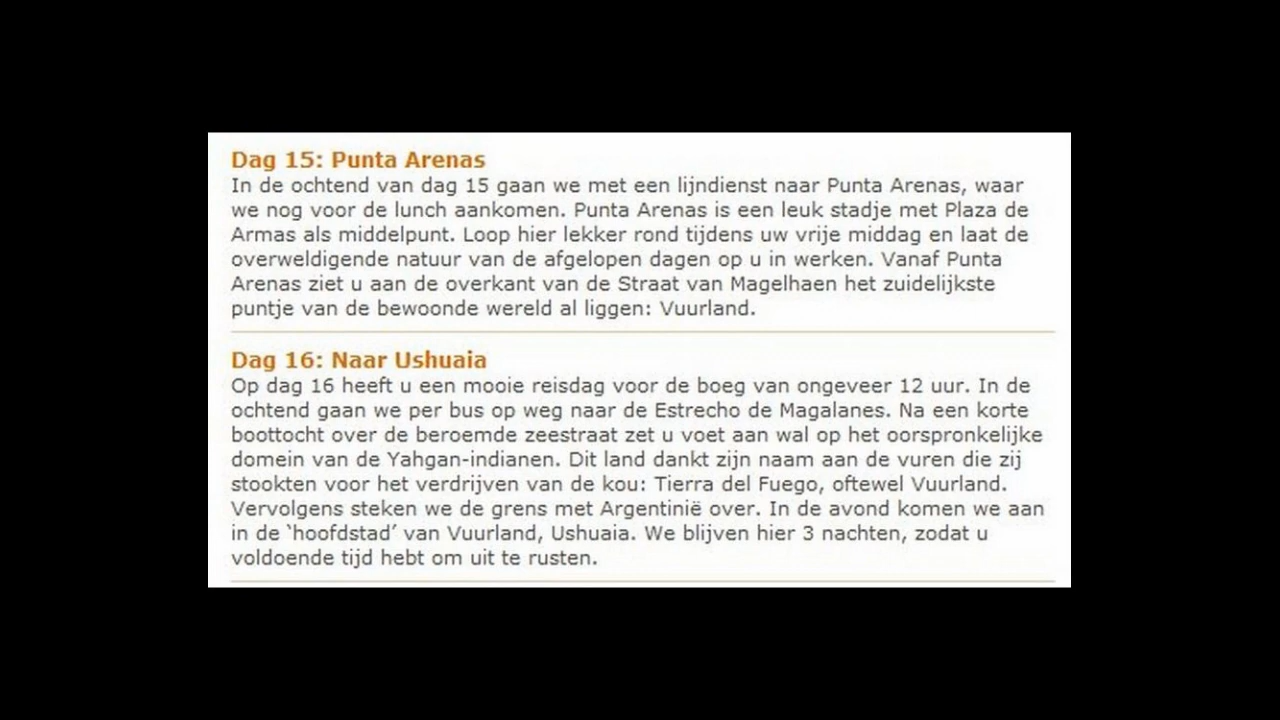 Dag 15: Punta Arenas
In de ochtend van dag 15 gaan we met een lijndienst naar Punta Arenas, waar
we nog voor de lunch aankomen. Punta Arenas is een leuk stadje met Plaza de
Armas als middelpunt. Loop hier lekker rond tijdens uw vrije middag en laat de
overweldigende natuur van de afgelopen dagen op u in werken. Vanaf Punta
Arenas ziet u aan de overkant van de Straat van Magelhaen het zuidelijkste
puntje van de bewoonde wereld al liggen: Vuurland.
Dag 16: Naar Ushuaia
Op dag 16 heeft u een mooie reisdag voor de boeg van ongeveer 12 uur. In de
ochtend gaan we per bus op weg naar de Estrecho de Magalanes. Na een korte
boottocht over de beroemde zeestraat zet u voet aan wal op het oorspronkelijke
domein van de Yahgan-indianen. Dit land dankt zijn naam aan de vuren die zij
stookten voor het verdrijven van de kou: Tierra del Fuego, oftewel Vuurland.
Vervolgens steken we de grens met Argentinië over. In de avond komen we aan
in de ‘hoofdstad’ van Vuurland, Ushuaia. We blijven hier 3 nachten, zodat u
voldoende tijd hebt om uit te rusten.